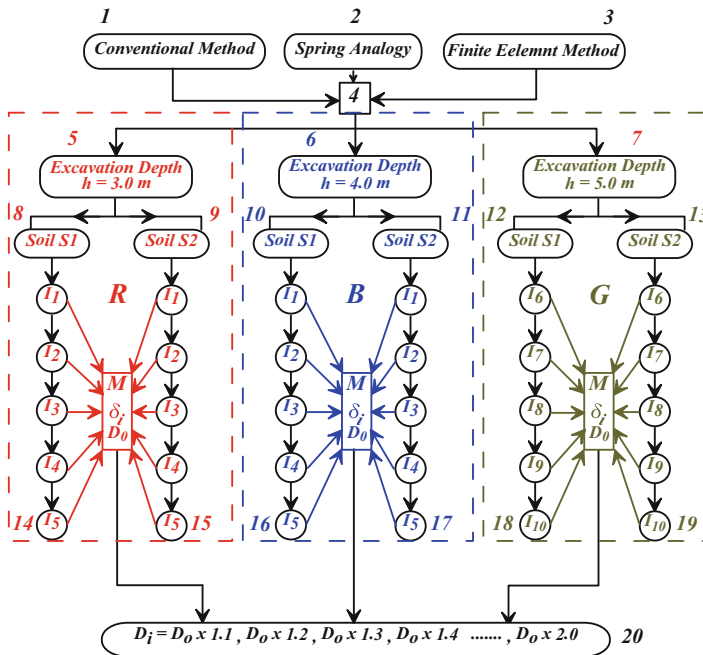 1 2 3
Conventional Method Spring Analogy Finite Eelemnt Method
4
5 6 7
Excavation Depth
h = 3.0 m
Excavation Depth
h = 4.0 m
Excavation Depth
h = 5.0 m
8 9 10 11 12 13
Soil S1 Soil S2 Soil S1 Soil S2 Soil S1 Soil S2
I1 R I1 I1 B I1 I6 G I6
I2 I2 I2 I2 I7 I7
M M M
I3 δi I3 I3 δi I3 I8 δi I8
D0 D0 D0
I4 I4 I4 I4 I9 I9
14 I5 I5 15 16 I5 I5 17 18 I10 I10 19
Di = Do x 1.1 , Do x 1.2 , Do x 1.3 , Do x 1.4 ......., Do x 2.0 20